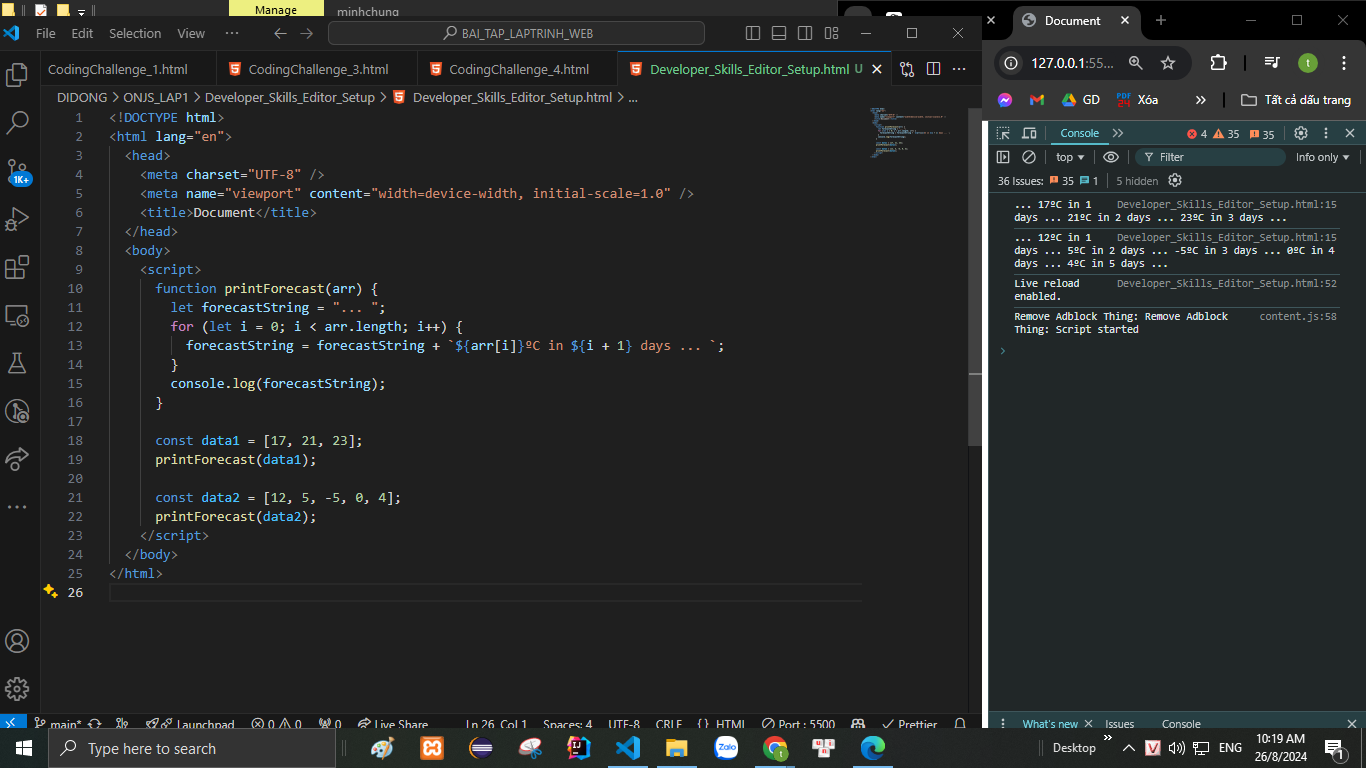 Manage
minhchung
File Edit Selection View ··· BAI_TAP_LAPTRINH_WEB
CodingChallenge_1.html CodingChallenge_3.html CodingChallenge_4.html Developer_Skills_Editor_Setup.html U
DIDONG > ONJS_LAP1 > Developer_Skills_Editor_Setup > Developer_Skills_Editor_Setup.html > ...
1 <!DOCTYPE html>
2 <html lang="en">
3 <head>
4 <meta charset="UTF-8" />
5 <meta name="viewport" content="width=device-width, initial-scale=1.0" />
6 <title>Document</title>
7 </head>
8 <body>
9 <script>
10 function printForecast(arr) {
11 let forecastString = "... ";
12 for (let i = 0; i < arr.length; i++) {
13 forecastString = forecastString + `${arr[i]}ºC in ${i + 1} days ... `;
14 }
15 console.log(forecastString);
16 }
17
18 const data1 = [17, 21, 23];
19 printForecast(data1);
20
21 const data2 = [12, 5, -5, 0, 4];
22 printForecast(data2);
23 </script>
24 </body>
25 </html>
26
1K+
main* Launchpad 0 0 0 Live Share Ln 26, Col 1 Spaces: 4 UTF-8 CRLF {} HTML Port : 5500 Prettier
Document
127.0.0.1:55... t
GD PDF 24 Xóa » Tất cả dấu trang
Console » 4 35 35
top Filter Info only
36 Issues: 35 1 5 hidden
... 17ºC in 1 Developer_Skills_Editor_Setup.html:15
days ... 21ºC in 2 days ... 23ºC in 3 days ...
... 12ºC in 1 Developer_Skills_Editor_Setup.html:15
days ... 5ºC in 2 days ... -5ºC in 3 days ... 0ºC in 4
days ... 4ºC in 5 days ...
Live reload Developer_Skills_Editor_Setup.html:52
enabled.
Remove Adblock Thing: Remove Adblock content.js:58
Thing: Script started
What's new Issues Console
Type here to search Zalo Desktop » V ENG 10:19 AM
26/8/2024
1